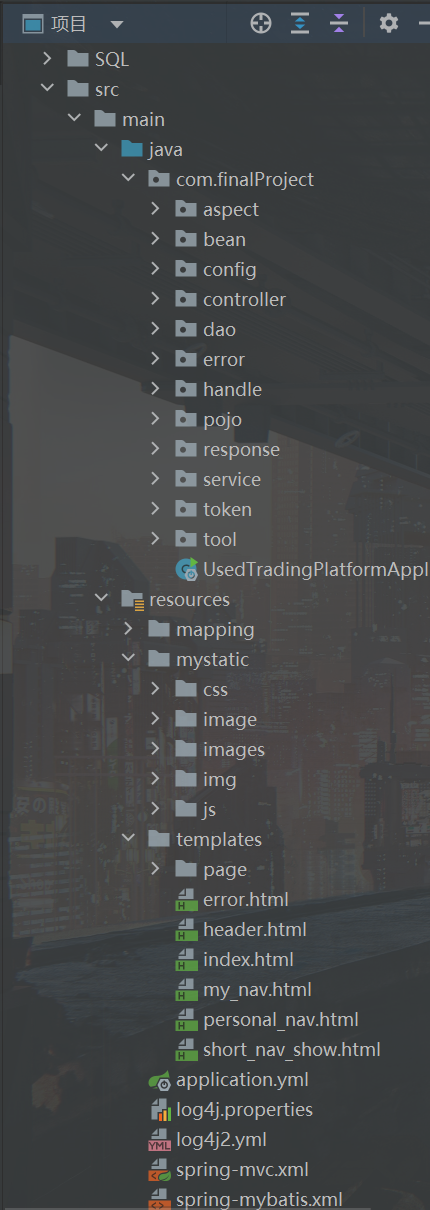 项目
SQL
src
main
java
com.finalProject
aspect
bean
config
controller
dao
error
handle
pojo
response
service
token
tool
UsedTradingPlatformAppl
resources
mapping
mystatic
css
image
images
img
js
templates
page
error.html
header.html
index.html
my_nav.html
personal_nav.html
short_nav_show.html
application.yml
log4j.properties
log4j2.yml
spring-mvc.xml
spring-mybatis.xml